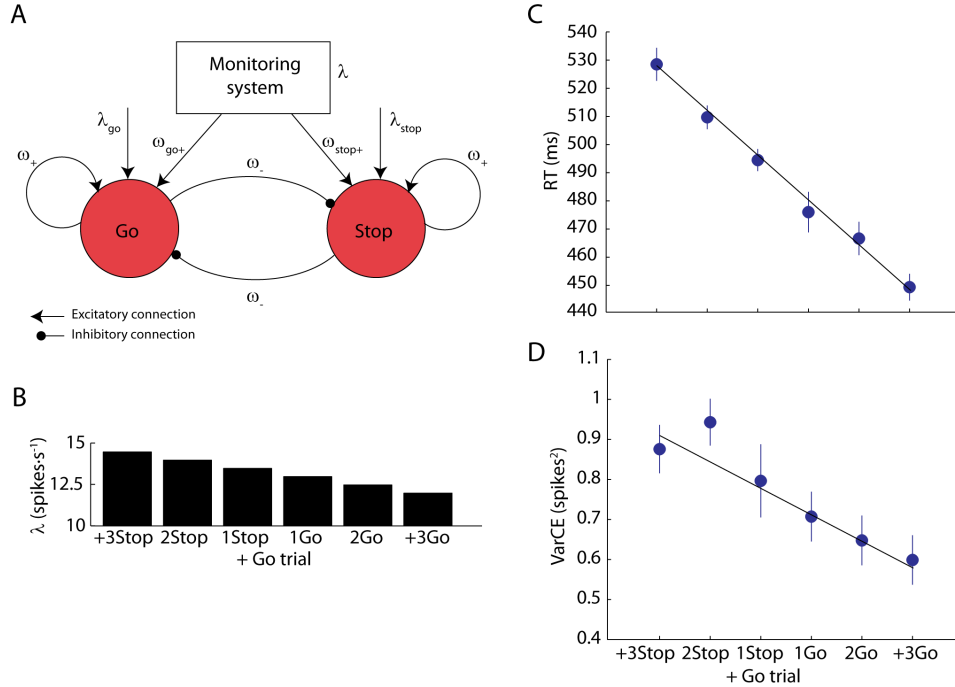 A
Monitoring
system
λ
λgo
ωgo+
ωstop+
λstop
ω+
ω-
ω+
Go
Stop
ω-
Excitatory connection
Inhibitory connection
B
λ (spikes·s⁻¹)
15
12.5
10
+3Stop 2Stop 1Stop 1Go 2Go +3Go
+ Go trial
C
RT (ms)
540
530
520
510
500
490
480
470
460
450
440
D
VarCE (spikes²)
1.1
1
0.9
0.8
0.7
0.6
0.5
0.4
+3Stop 2Stop 1Stop 1Go 2Go +3Go
+ Go trial